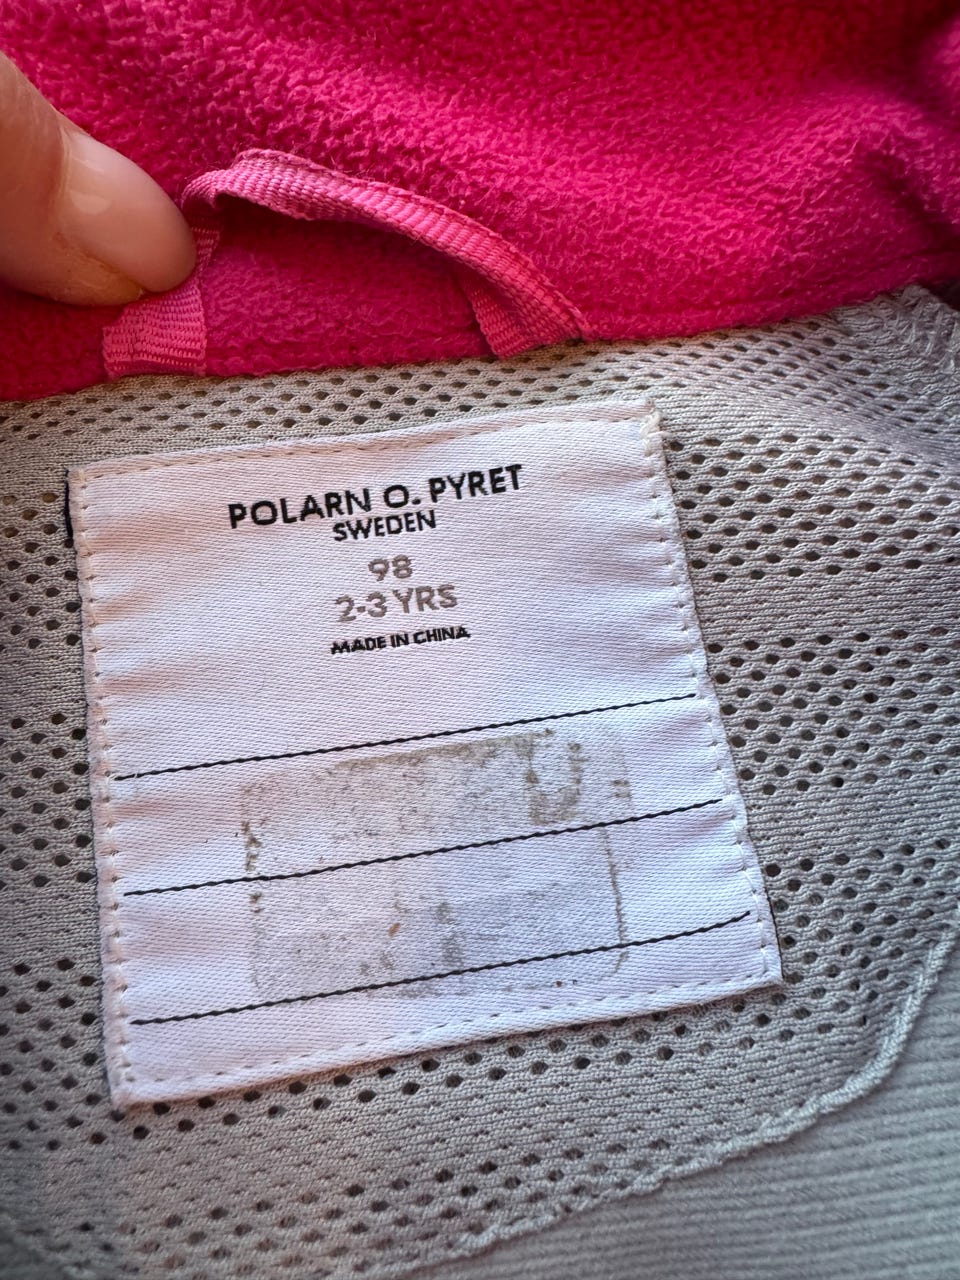 POLARN O. PYRET
SWEDEN
98
2-3 YRS
MADE IN CHINA